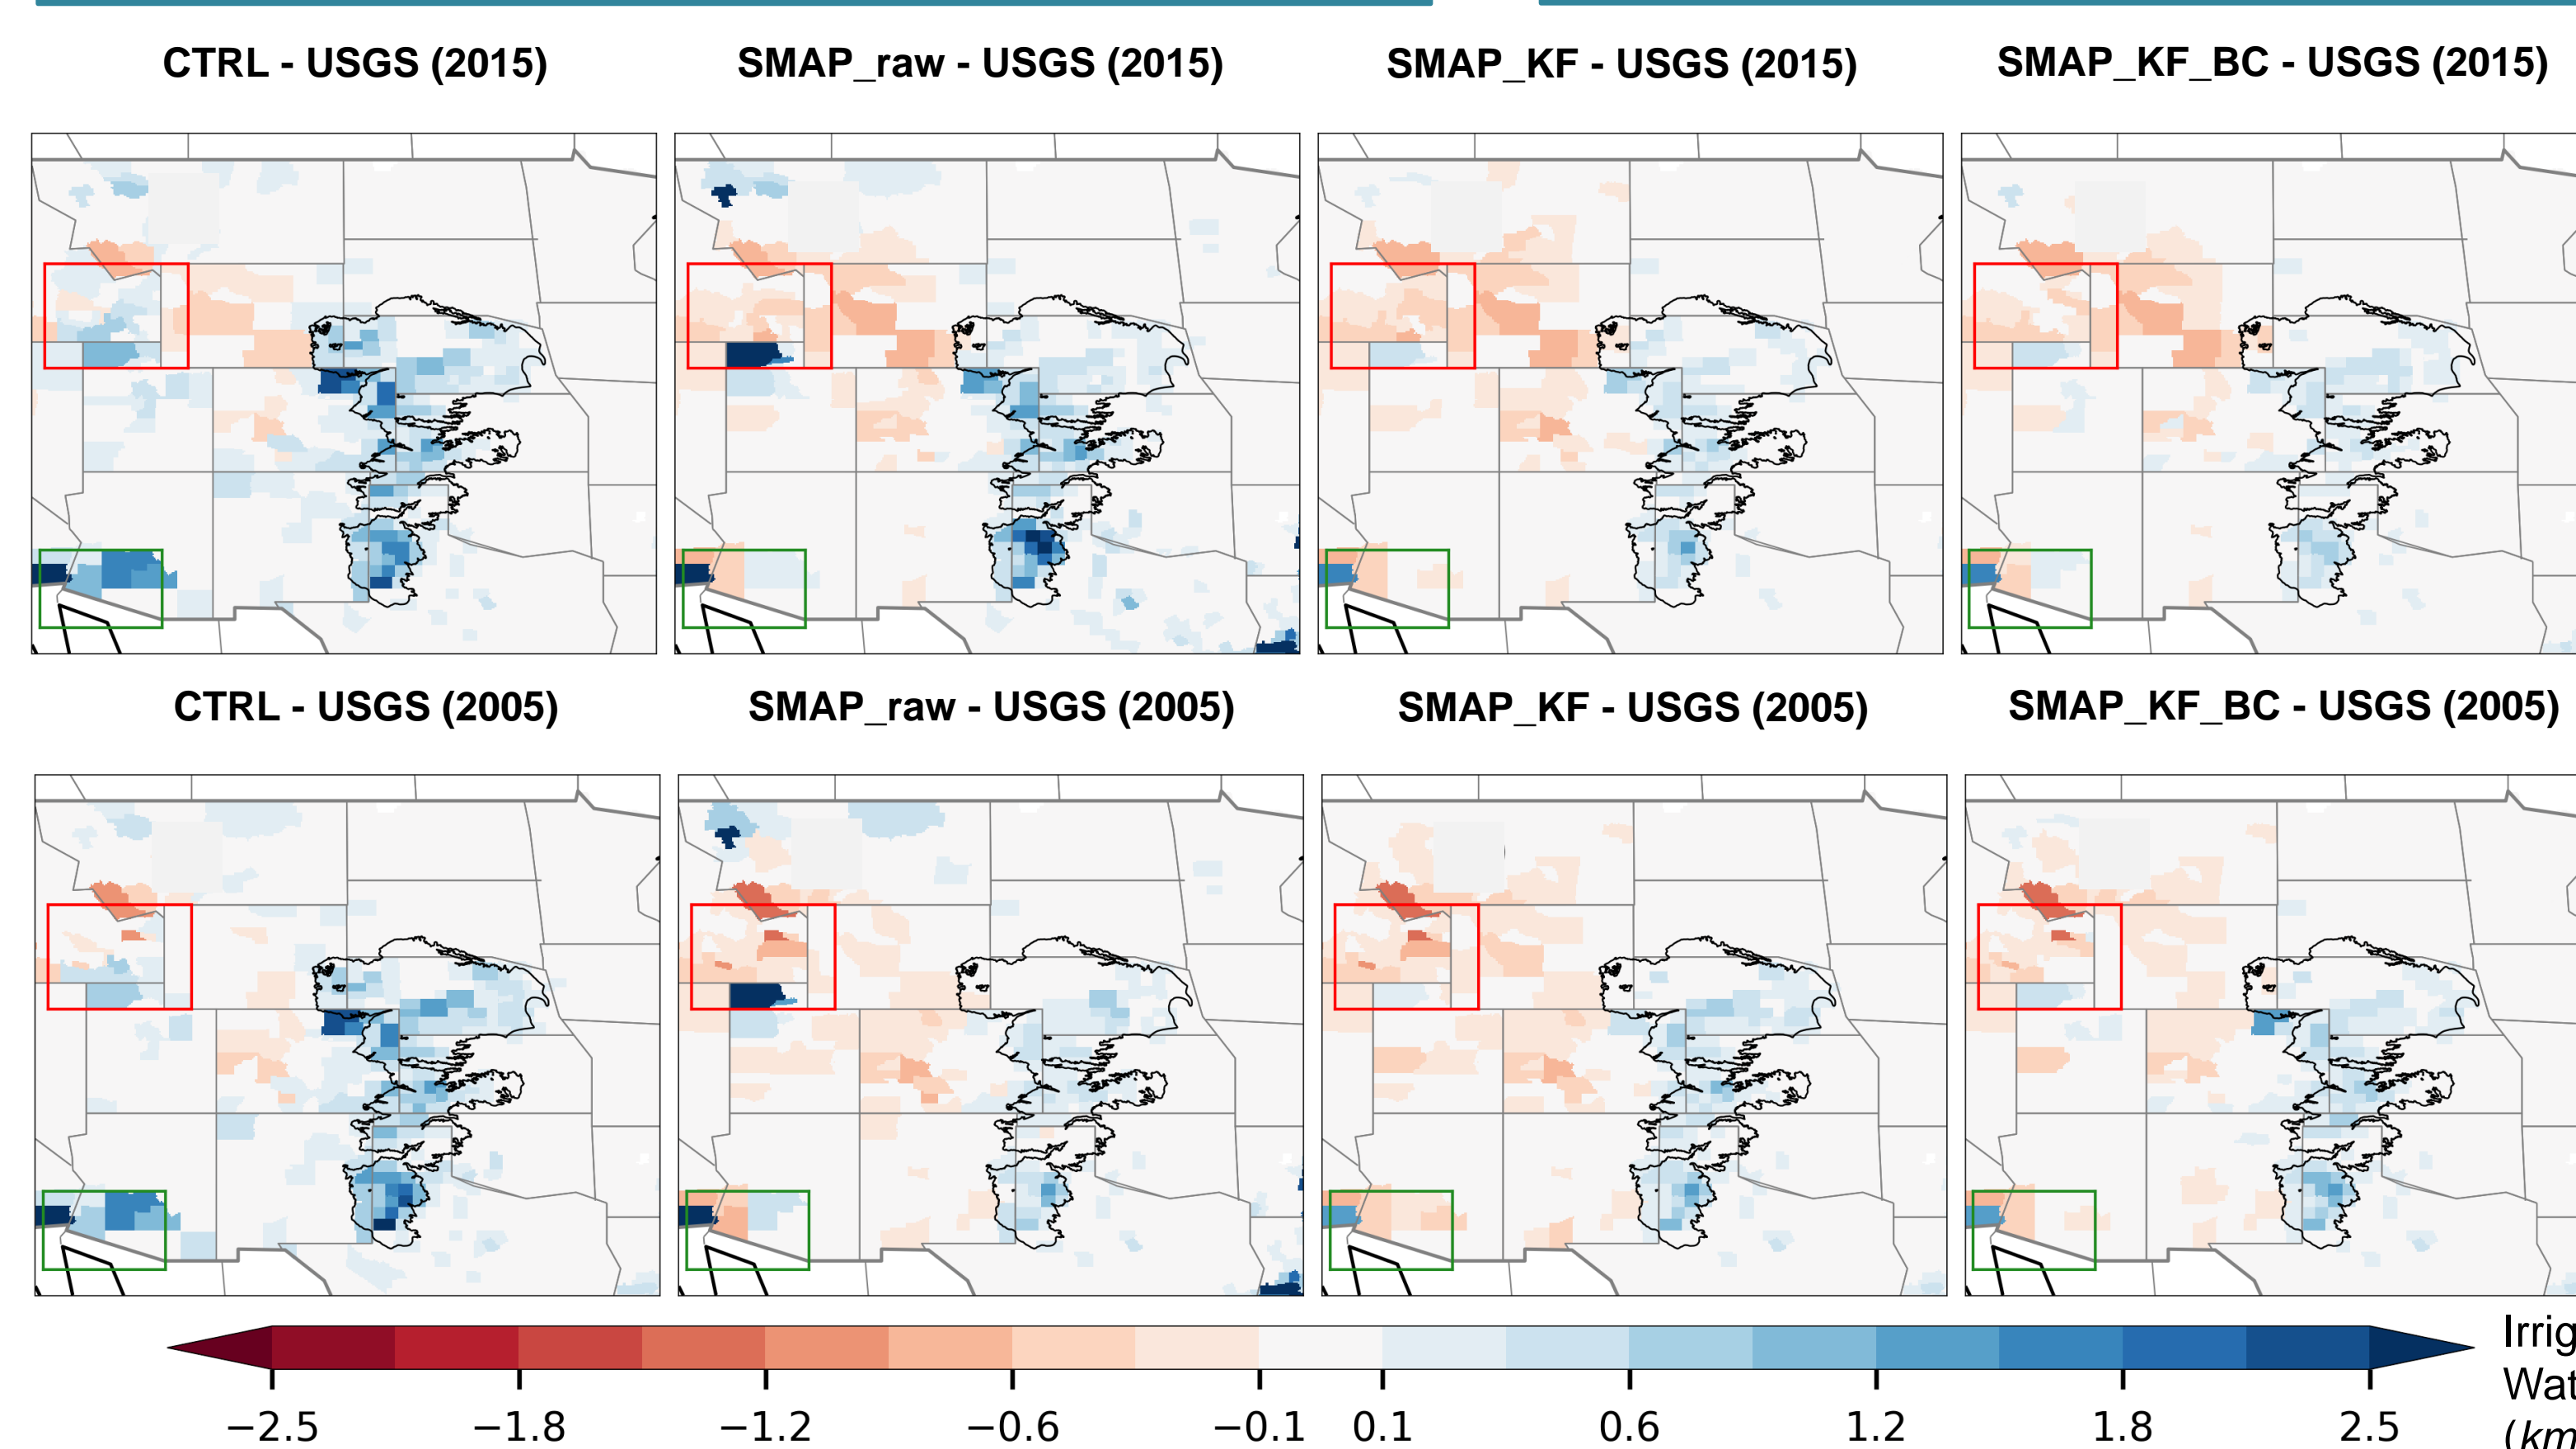 CTRL - USGS (2015)
SMAP_raw - USGS (2015)
SMAP_KF - USGS (2015)
SMAP_KF_BC - USGS (2015)
CTRL - USGS (2005)
SMAP_raw - USGS (2005)
SMAP_KF - USGS (2005)
SMAP_KF_BC - USGS (2005)
−2.5 −1.8 −1.2 −0.6 −0.1 0.1 0.6 1.2 1.8 2.5
Irrig
Wat
(km